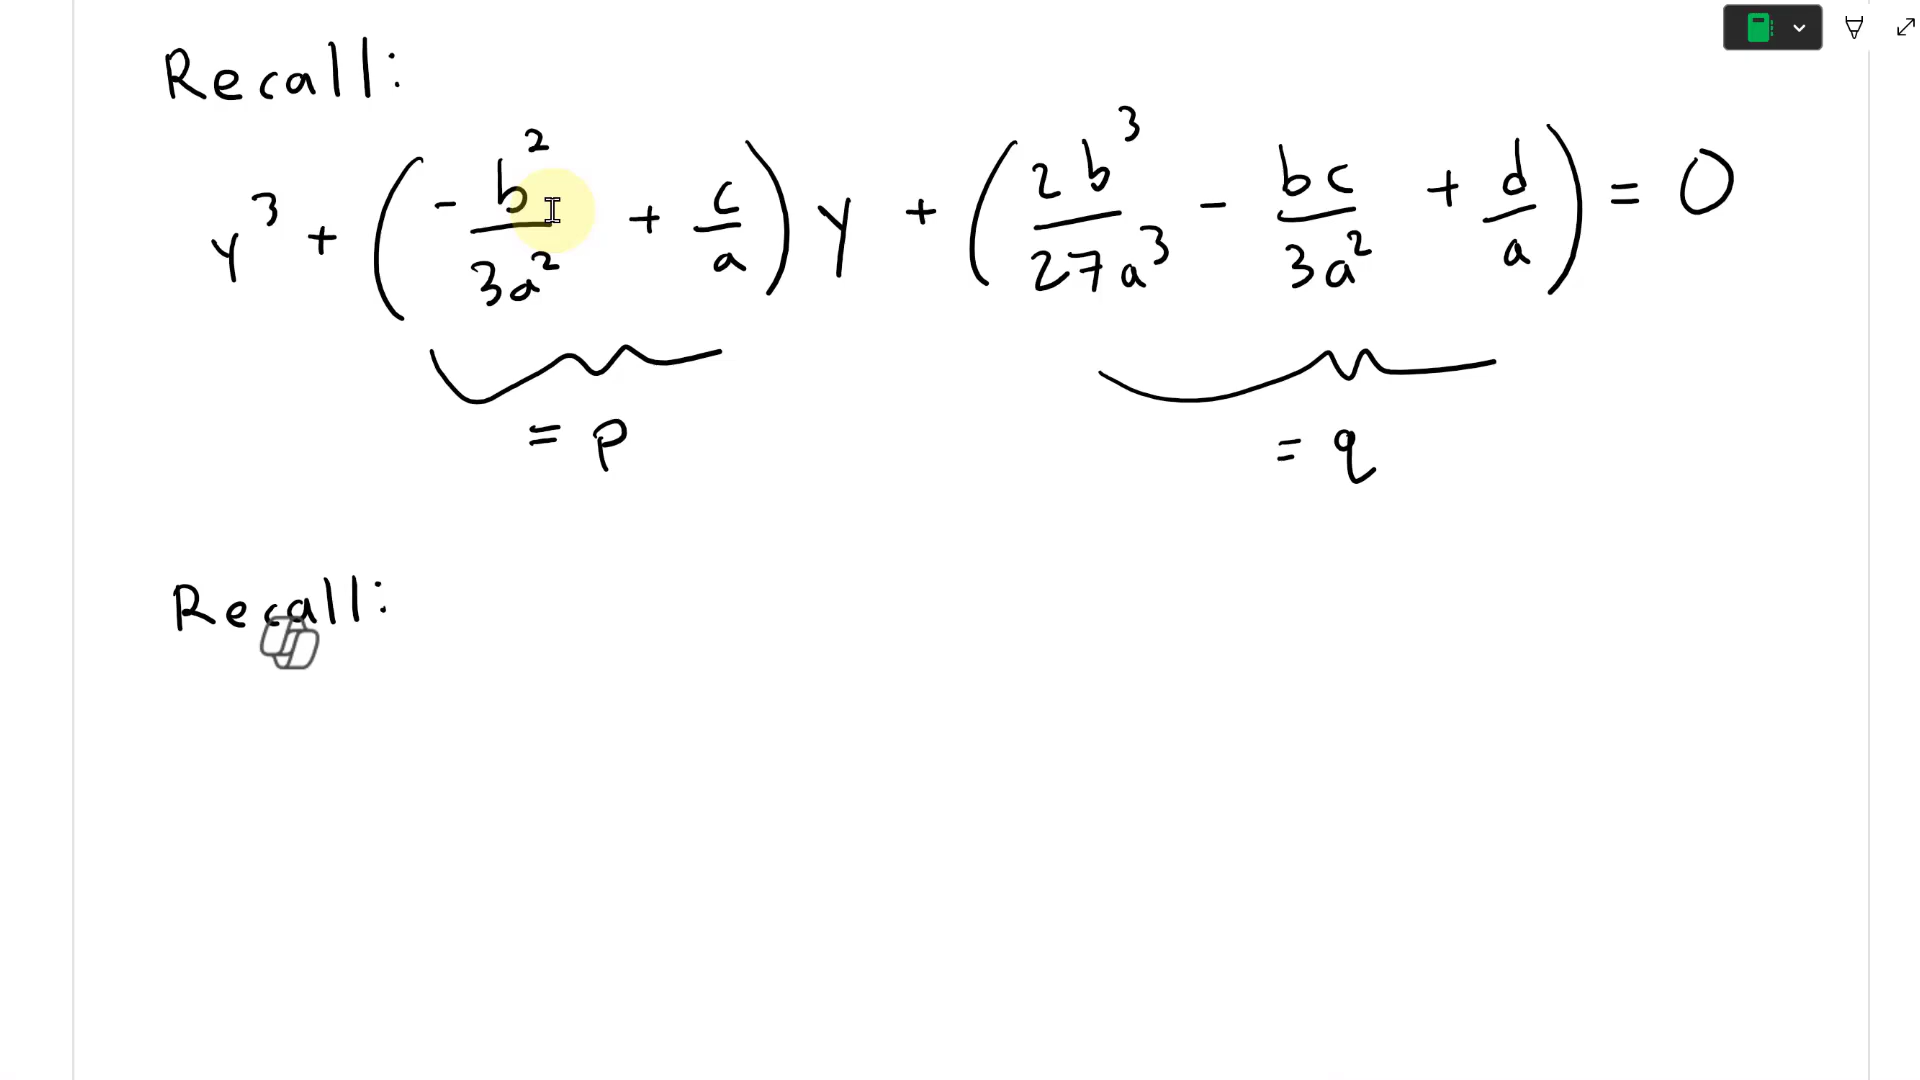 Recall:
y³ + (-b²/3a² + c/a) y + (2b³/27a³ - bc/3a² + d/a) = 0
= p = q
Recall: